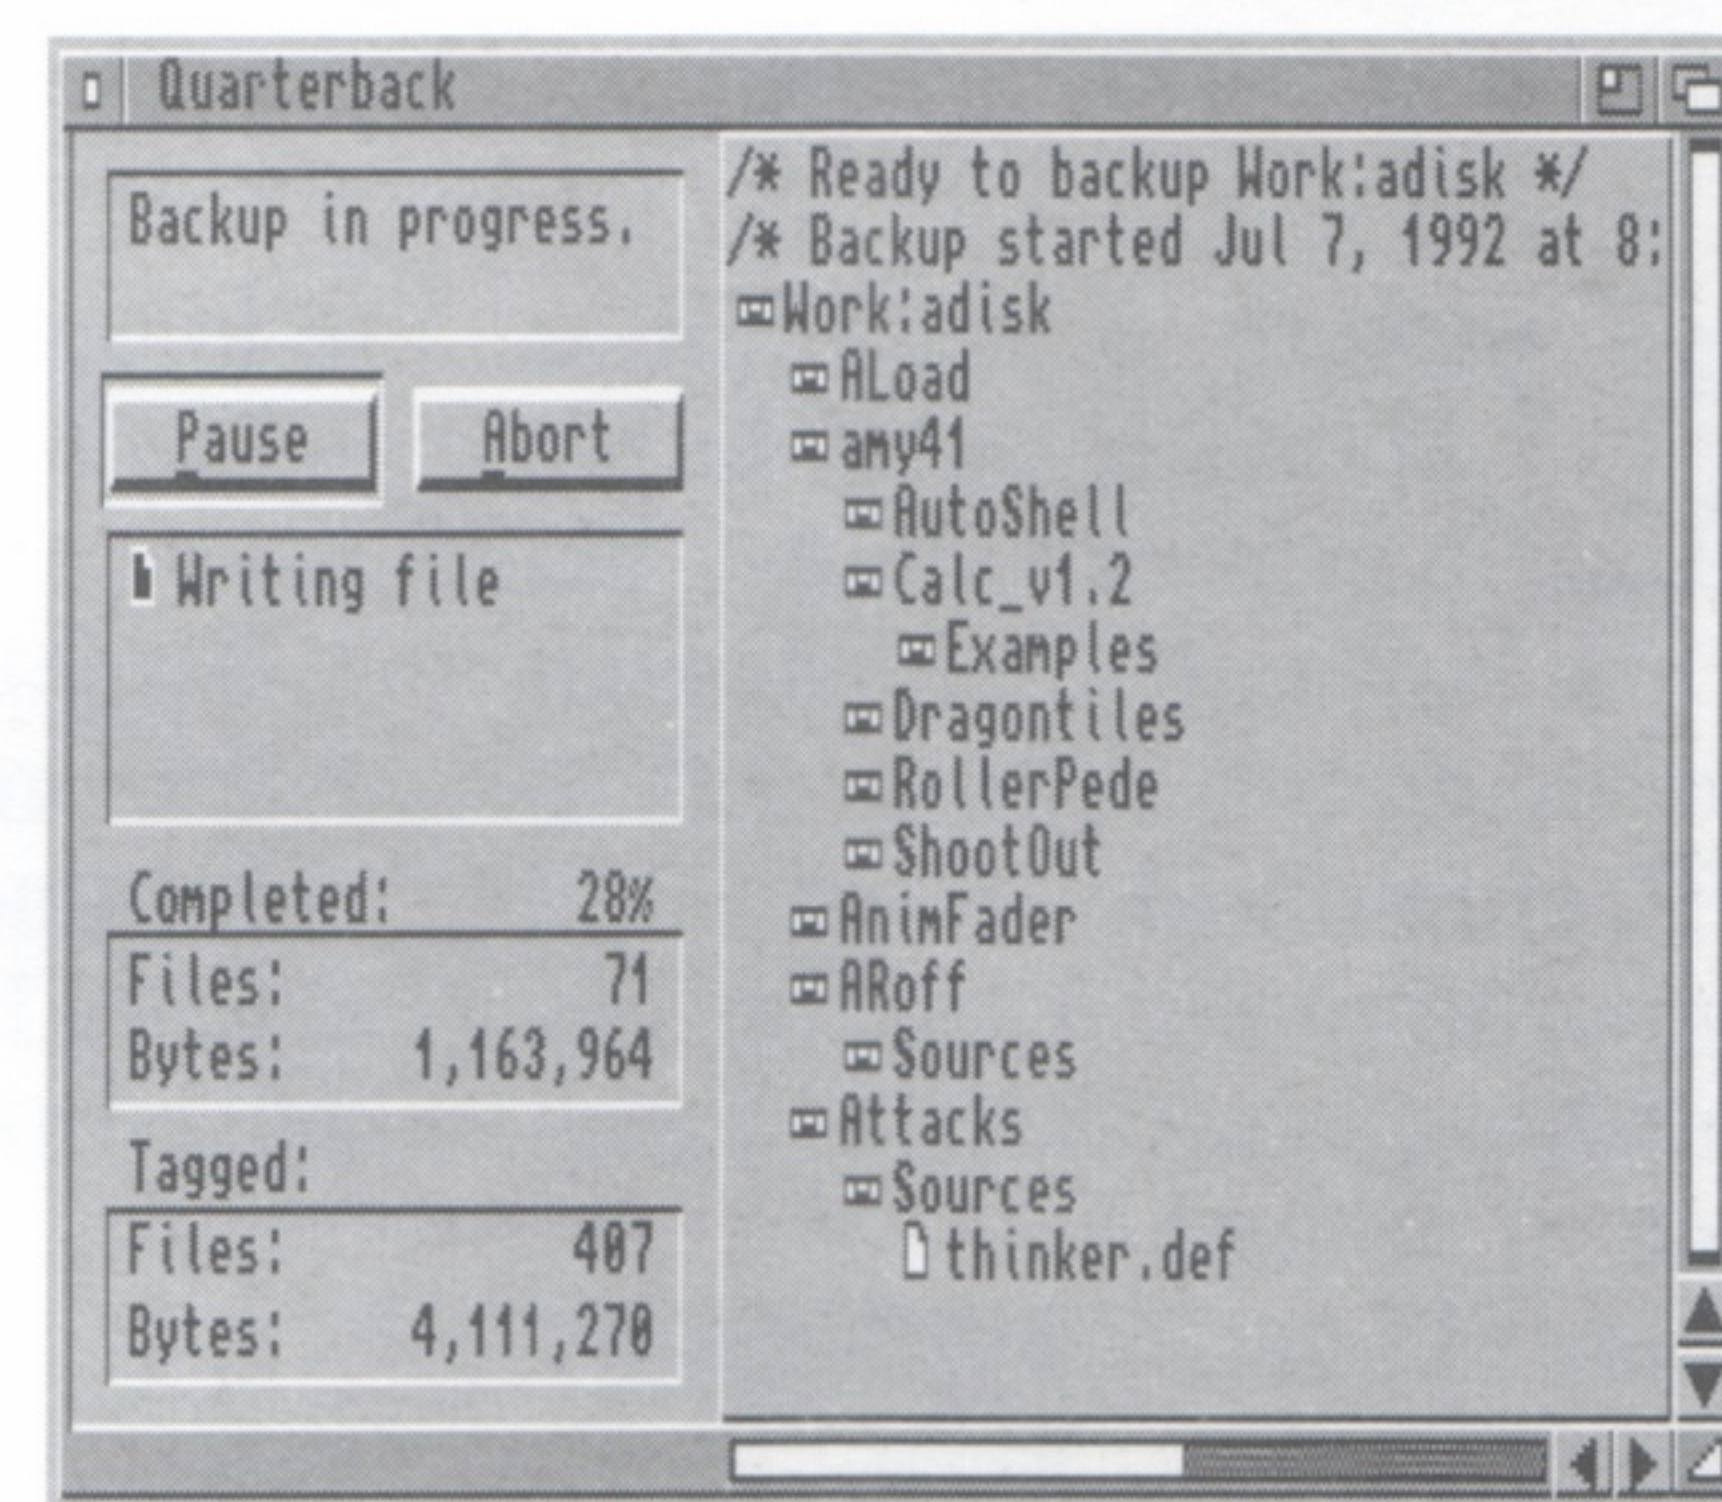 Quarterback
Backup in progress.
Pause
Abort
Writing file
Completed: 28%
Files: 71
Bytes: 1,163,964
Tagged:
Files: 407
Bytes: 4,111,270
/* Ready to backup Work:adisk */
/* Backup started Jul 7, 1992 at 8:
Work:adisk
ALoad
amy41
AutoShell
Calc_v1.2
Examples
Dragontiles
RollerPede
ShootOut
AnimFader
ARoff
Sources
Attacks
Sources
thinker.def